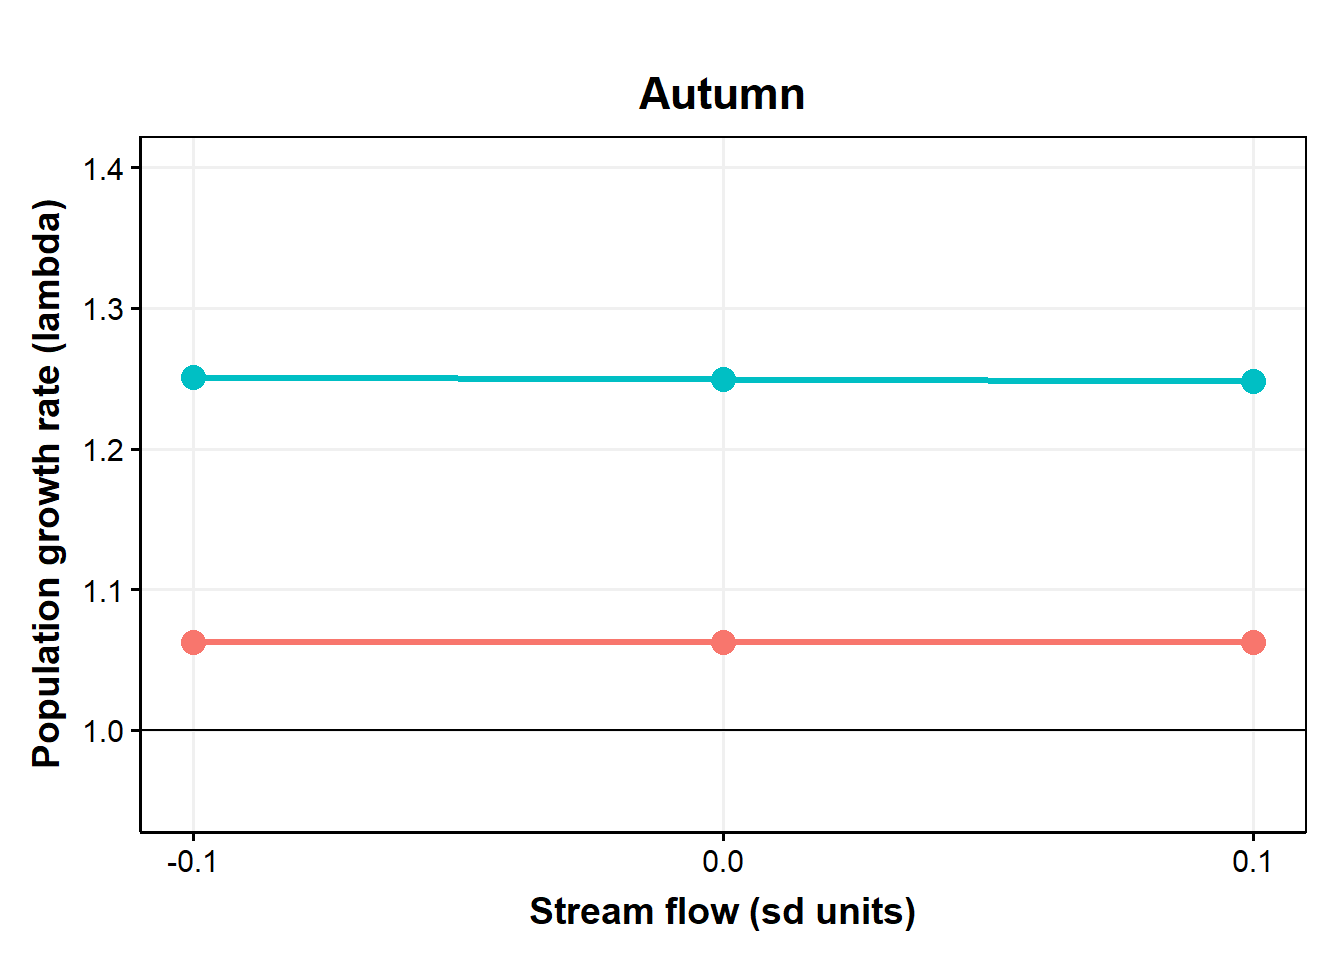 Autumn
Population growth rate (lambda)
1.4
1.3
1.2
1.1
1.0
-0.1
0.0
0.1
Stream flow (sd units)